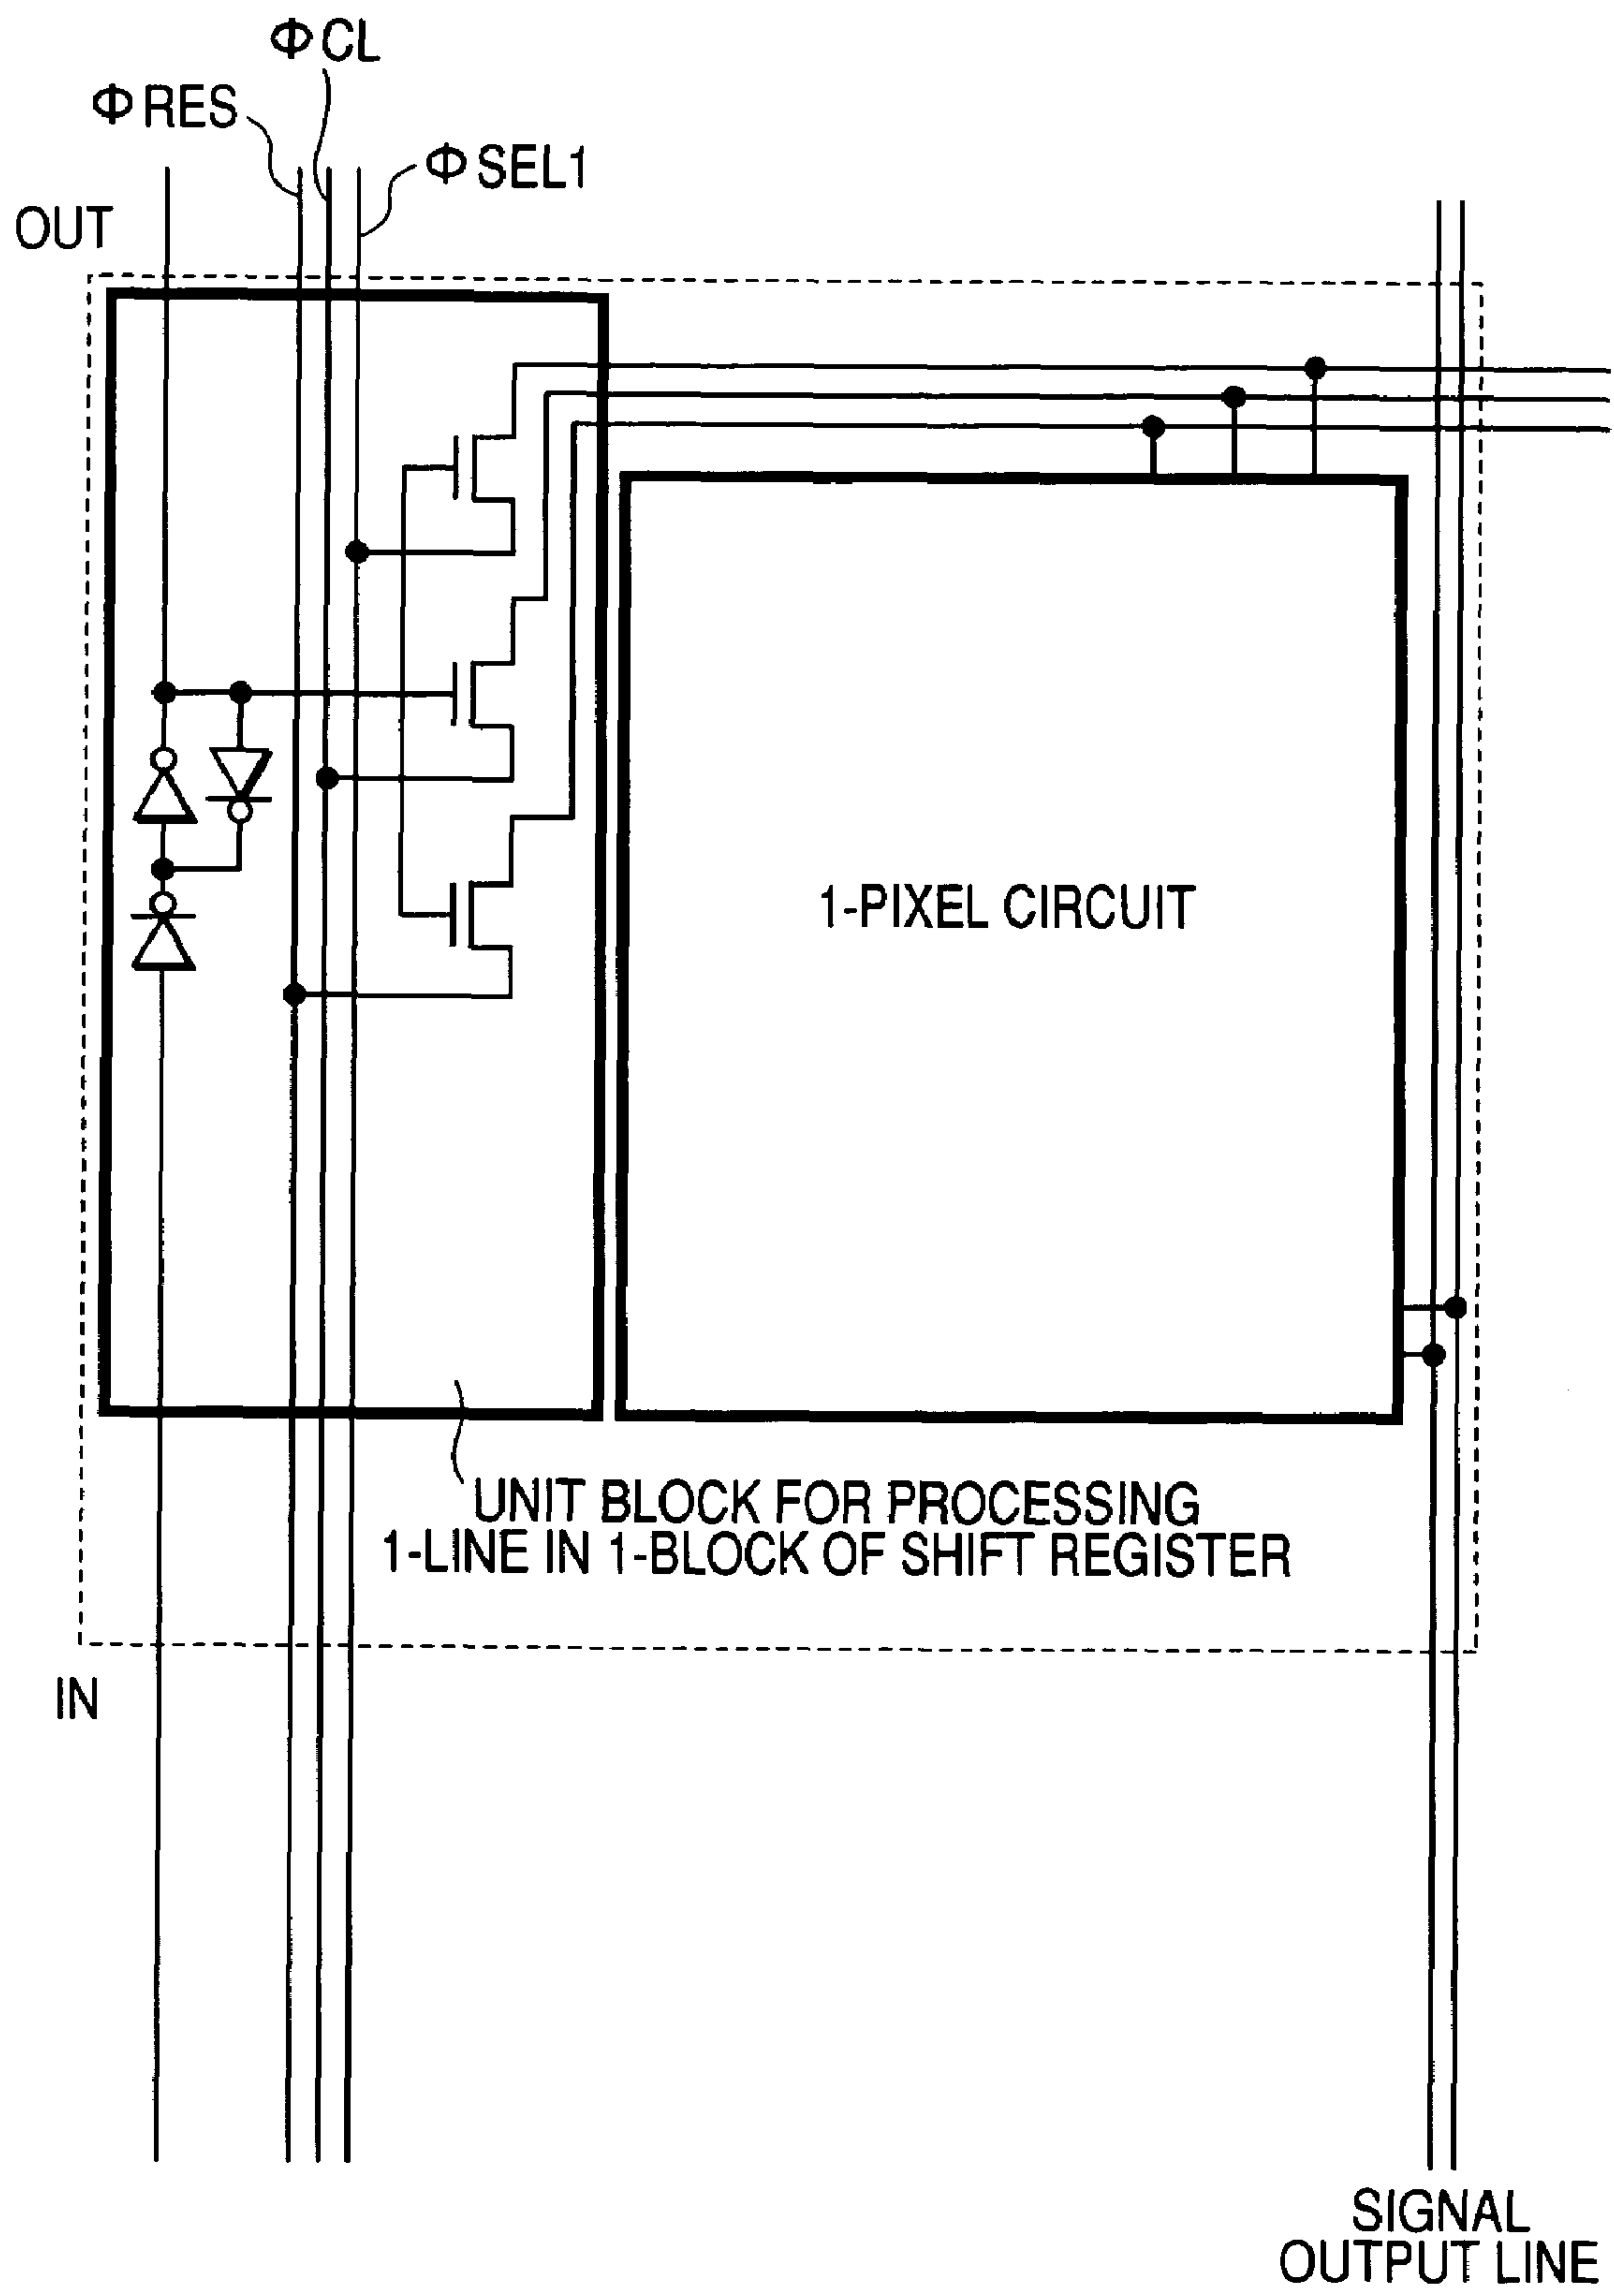 ΦCL
ΦRES
ΦSEL1
OUT
1-PIXEL CIRCUIT
UNIT BLOCK FOR PROCESSING
1-LINE IN 1-BLOCK OF SHIFT REGISTER
IN
SIGNAL
OUTPUT LINE